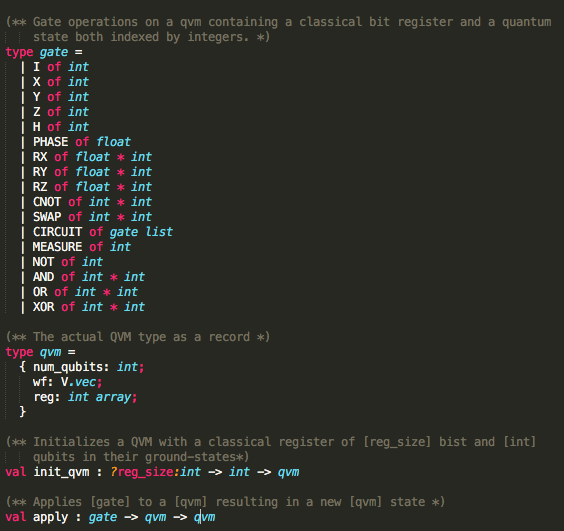 (** Gate operations on a qvm containing a classical bit register and a quantum
state both indexed by integers. *)
type gate =
| I of int
| X of int
| Y of int
| Z of int
| H of int
| PHASE of float
| RX of float * int
| RY of float * int
| RZ of float * int
| CNOT of int * int
| SWAP of int * int
| CIRCUIT of gate list
| MEASURE of int
| NOT of int
| AND of int * int
| OR of int * int
| XOR of int * int
(** The actual QVM type as a record *)
type qvm =
{ num_qubits: int;
wf: V.vec;
reg: int array;
}
(** Initializes a QVM with a classical register of [reg_size] bist and [int]
qubits in their ground-states*)
val init_qvm : ?reg_size:int -> int -> qvm
(** Applies [gate] to a [qvm] resulting in a new [qvm] state *)
val apply : gate -> qvm -> qvm